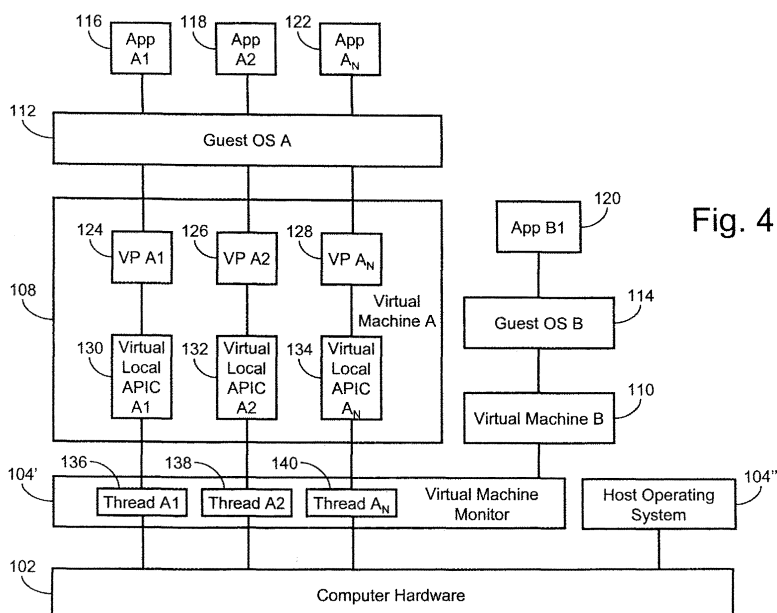 116
App
A1
118
App
A2
122
App
AN
112
Guest OS A
108
124
VP A1
126
VP A2
128
VP AN
Virtual
Machine A
130
Virtual
Local
APIC
A1
132
Virtual
Local
APIC
A2
134
Virtual
Local
APIC
AN
120
App B1
Fig. 4
114
Guest OS B
110
Virtual Machine B
104'
136
Thread A1
138
Thread A2
140
Thread AN
Virtual Machine
Monitor
104"
Host Operating
System
102
Computer Hardware